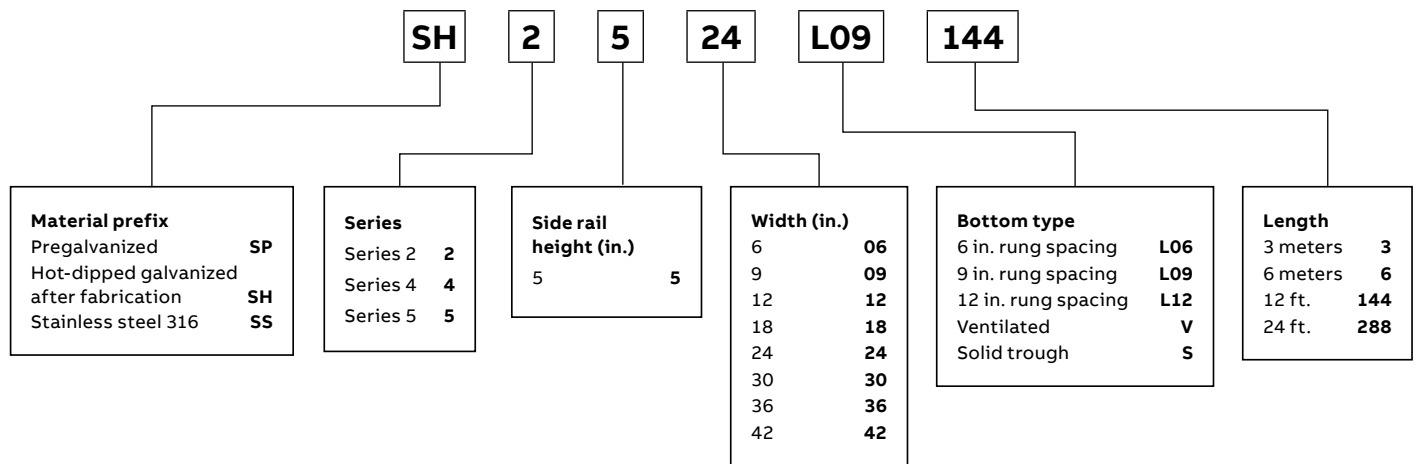 SH 2 5 24 L09 144
Material prefix
Pregalvanized SP
Hot-dipped galvanized
after fabrication SH
Stainless steel 316 SS
Series
Series 2 2
Series 4 4
Series 5 5
Side rail
height (in.)
5 5
Width (in.)
6 06
9 09
12 12
18 18
24 24
30 30
36 36
42 42
Bottom type
6 in. rung spacing L06
9 in. rung spacing L09
12 in. rung spacing L12
Ventilated V
Solid trough S
Length
3 meters 3
6 meters 6
12 ft. 144
24 ft. 288